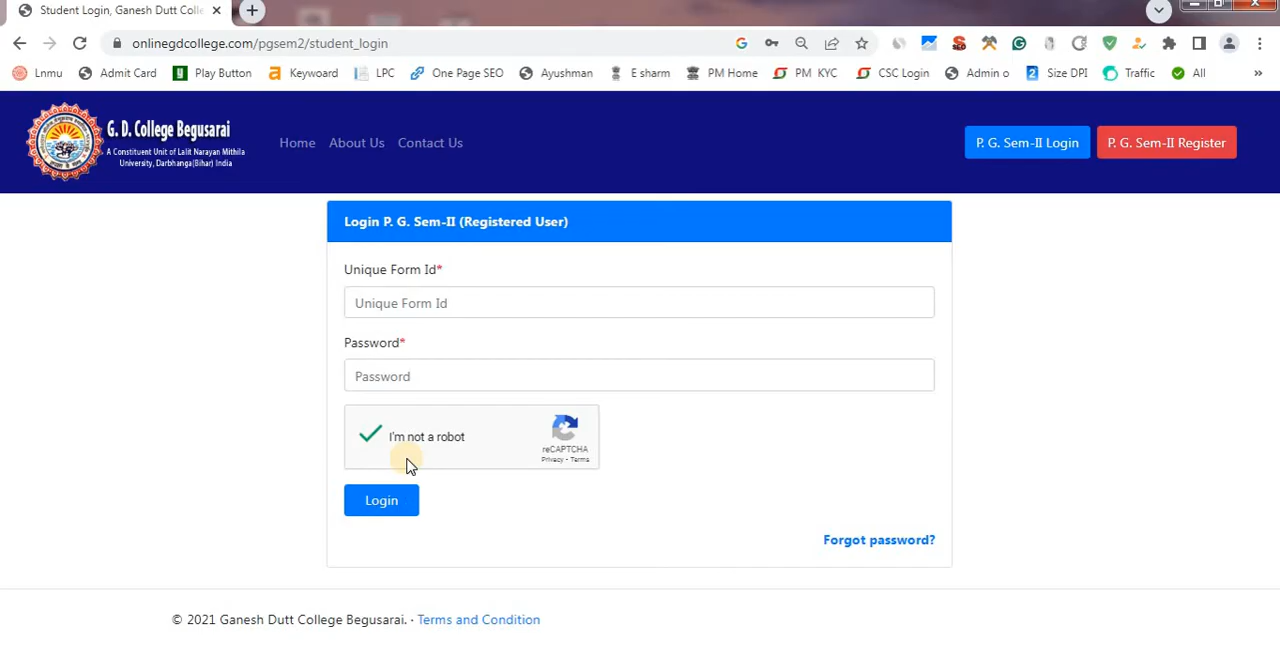 Student Login, Ganesh Dutt Colle
onlinegdcollege.com/pgsem2/student_login
Lnmu Admit Card Play Button Keywoard LPC One Page SEO Ayushman E sharm PM Home PM KYC CSC Login Admin o Size DPI Traffic All »
G. D. College Begusarai
A Constituent Unit of Lalit Narayan Mithila
University, Darbhanga(Bihar) India
Home About Us Contact Us
P. G. Sem-II Login P. G. Sem-II Register
Login P. G. Sem-II (Registered User)
Unique Form Id*
Unique Form Id
Password*
Password
I'm not a robot
reCAPTCHA
Privacy - Terms
Login
Forgot password?
© 2021 Ganesh Dutt College Begusarai. · Terms and Condition